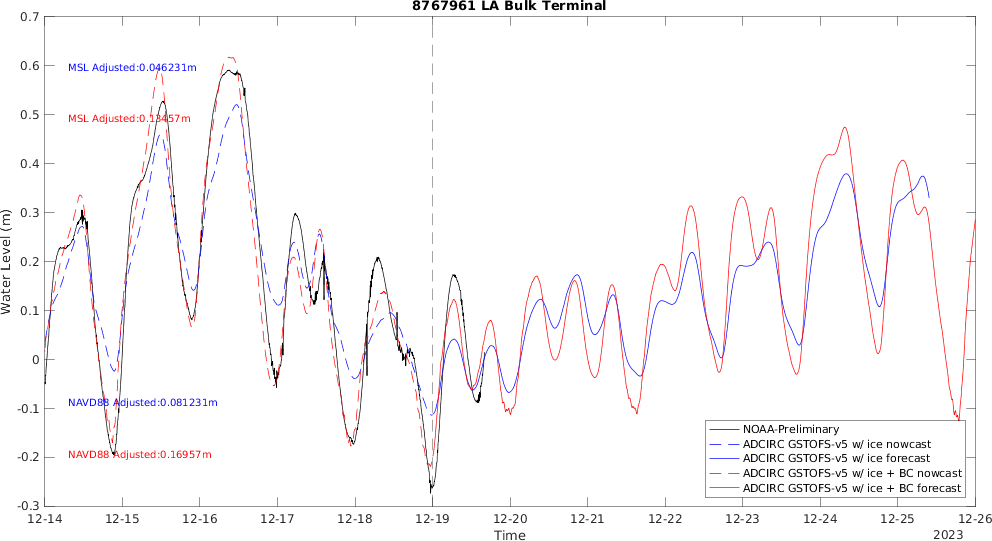 8767961 LA Bulk Terminal
0.7
0.6
0.5
0.4
0.3
0.2
0.1
0
-0.1
-0.2
-0.3
Water Level (m)
MSL Adjusted:0.046231m
MSL Adjusted:0.13457m
NAVD88 Adjusted:0.081231m
NAVD88 Adjusted:0.16957m
NOAA-Preliminary
ADCIRC GSTOFS-v5 w/ ice nowcast
ADCIRC GSTOFS-v5 w/ ice forecast
ADCIRC GSTOFS-v5 w/ ice + BC nowcast
ADCIRC GSTOFS-v5 w/ ice + BC forecast
12-14 12-15 12-16 12-17 12-18 12-19 12-20 12-21 12-22 12-23 12-24 12-25 12-26
Time
2023